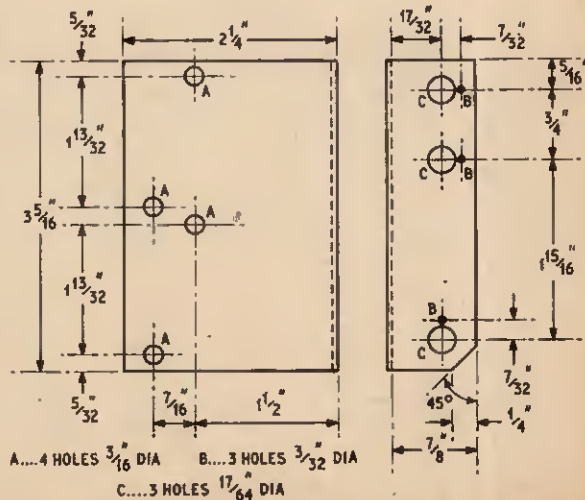 5/32"
2 1/4"
A
1 13/32"
3 5/16"
A
A
1 13/32"
A
5/32"
7/16"
1 1/2"
17/32"
7/32"
5/16"
C
B
3/4"
C
B
1 15/16"
B
C
7/32"
45°
1/4"
7/8"
A....4 HOLES 3/16" DIA
B....3 HOLES 3/32" DIA
C....3 HOLES 17/64" DIA